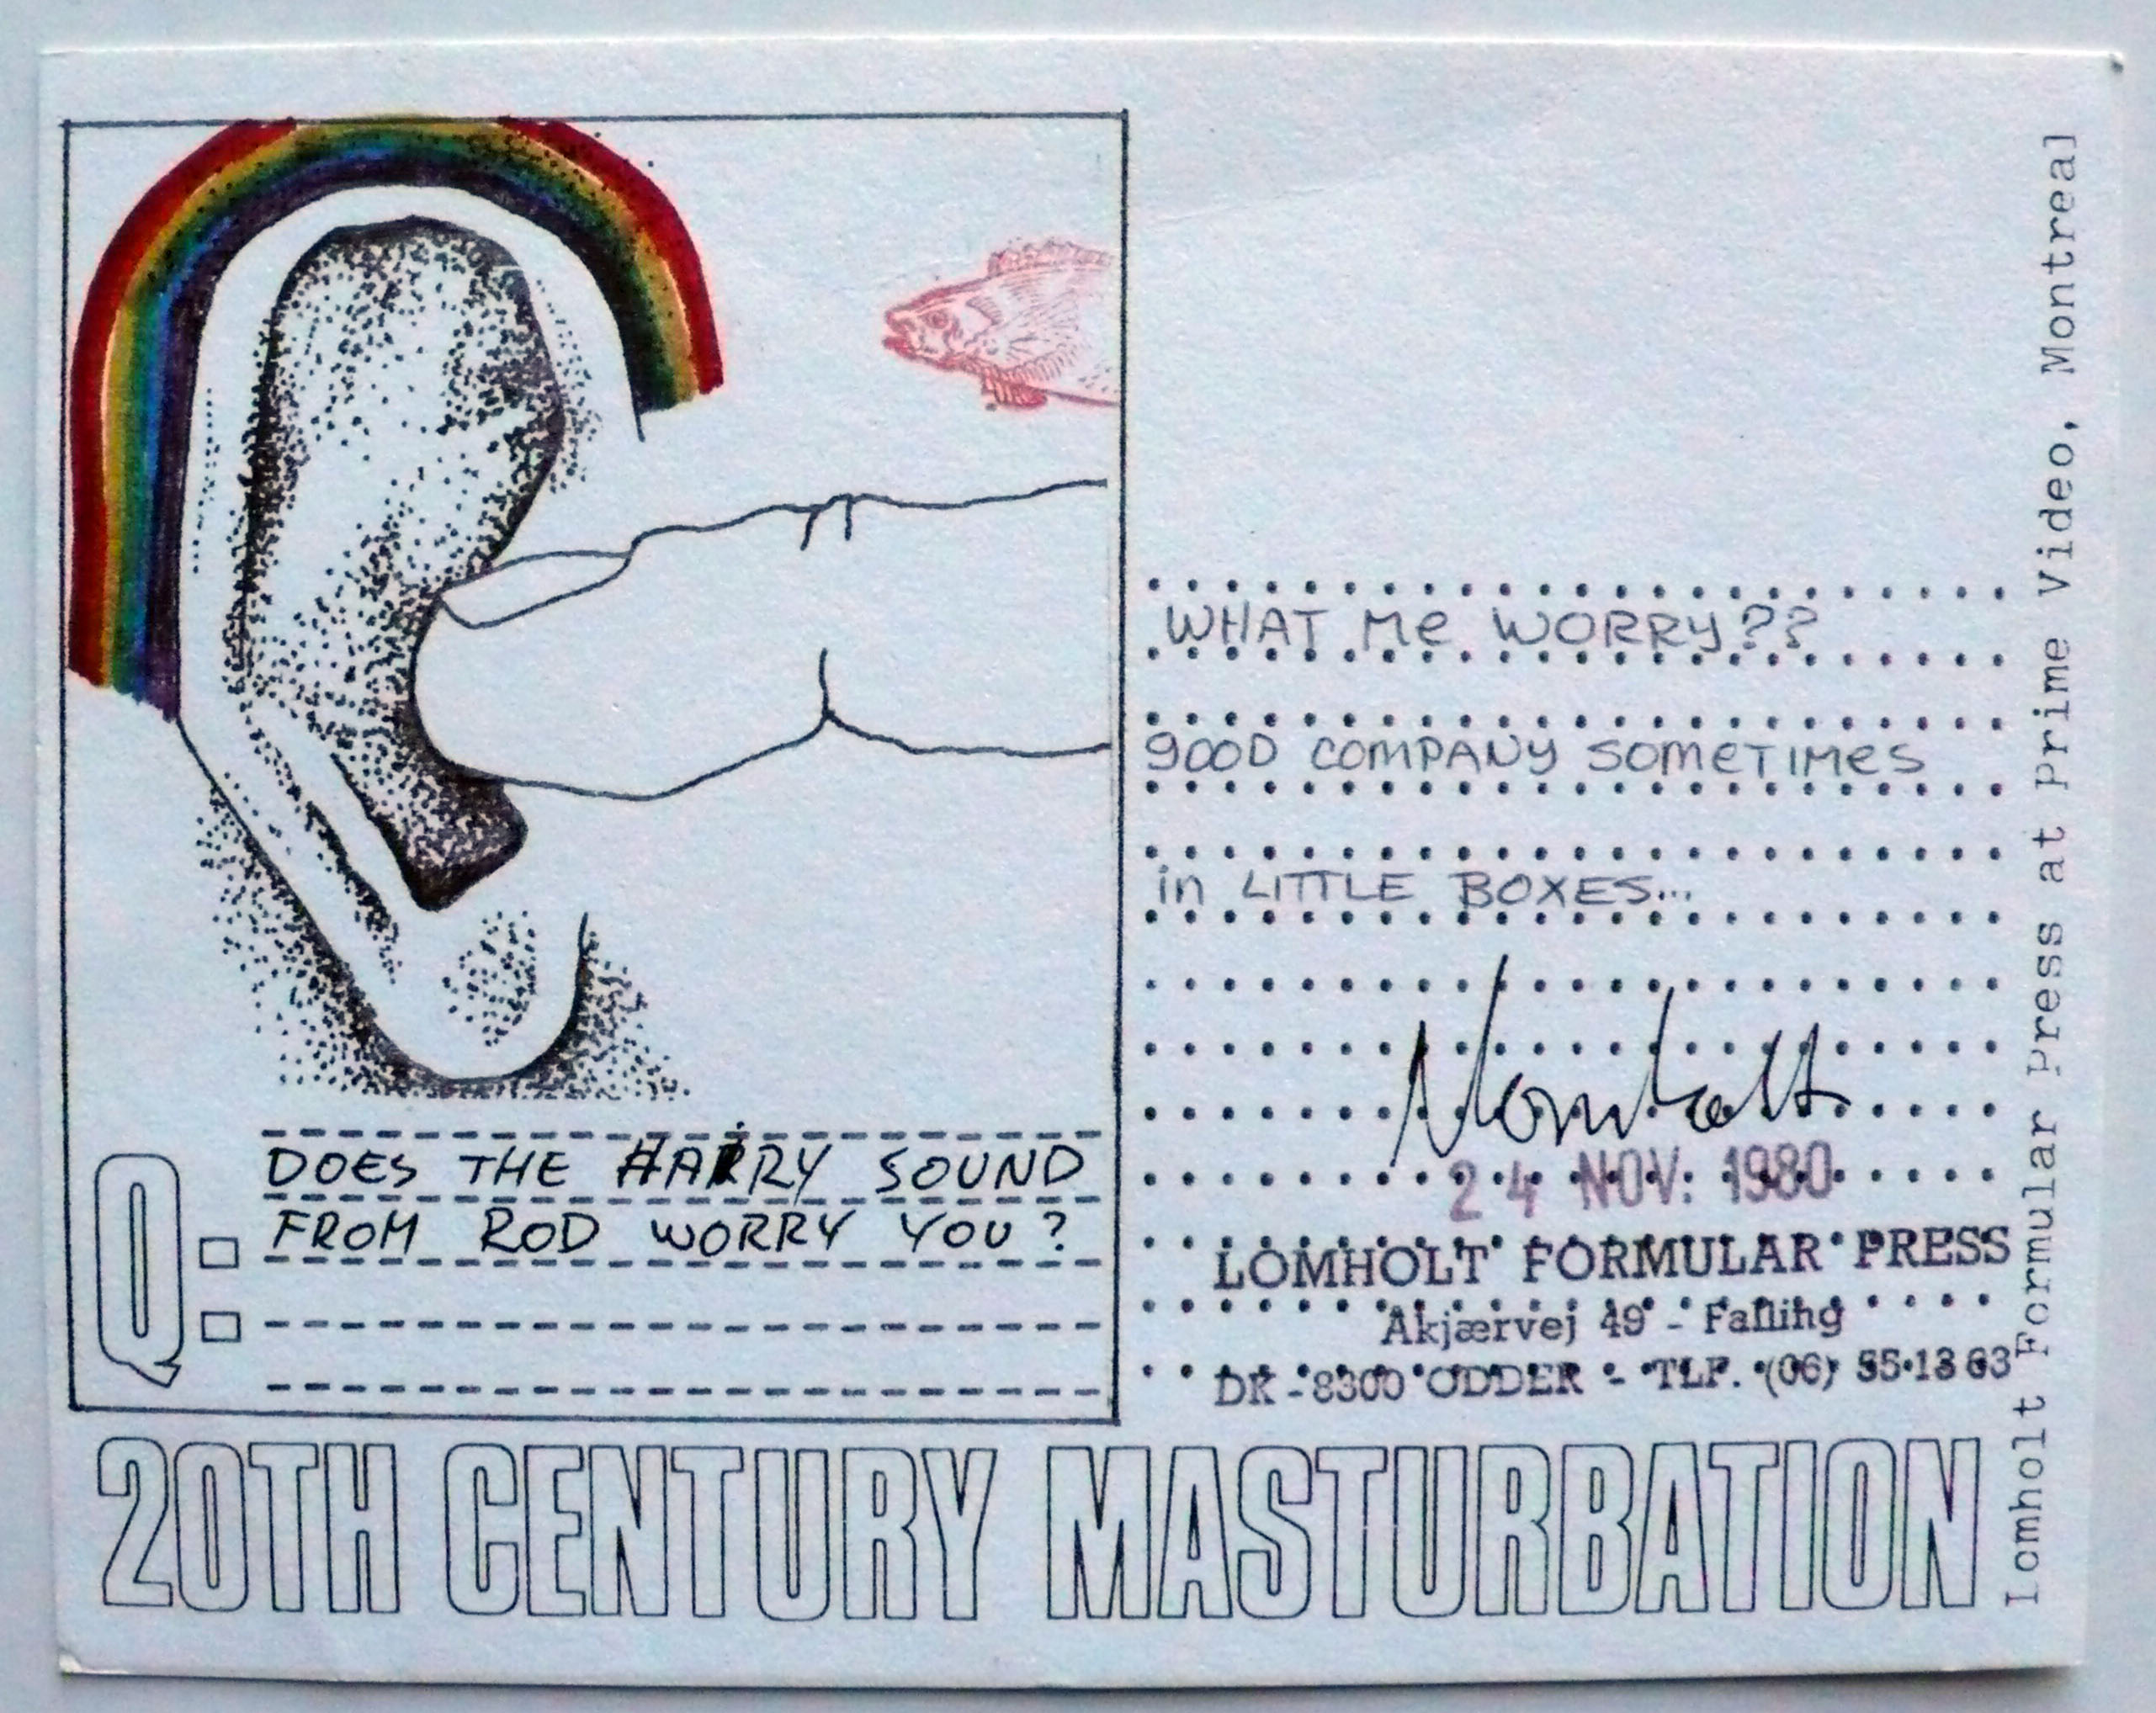 Q:
DOES THE HARRY SOUND
FROM ROD WORRY YOU?
WHAT Me WORRY??
gOOD COMPANY SOMeTIMeS
in LITTLE BOXES...
24 NOV. 1980
LOMHOLT FORMULAR PRESS
Akjærvej 49 - Falling
DK - 8300 ODDER - TLF. (06) 55 13 63
20TH CENTURY MASTURBATION
Lomholt Formular Press at Prime Video, Montreal